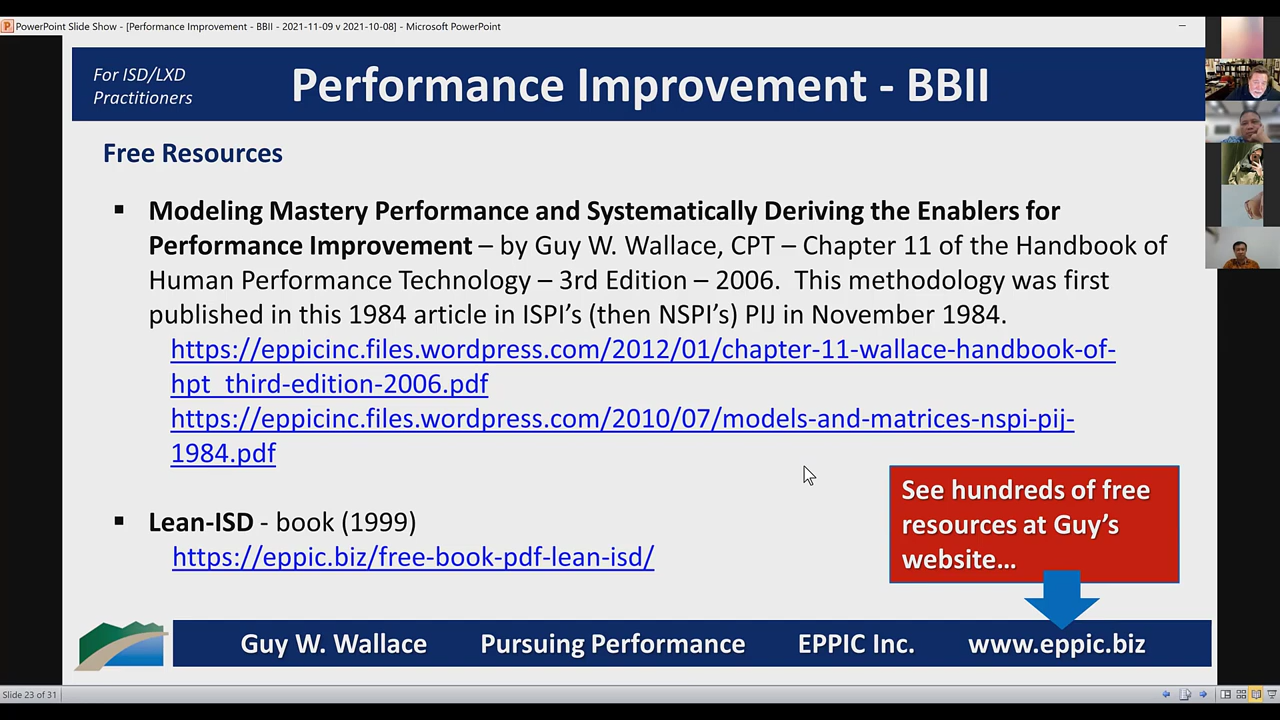 PowerPoint Slide Show - [Performance Improvement - BBII - 2021-11-09 v 2021-10-08] - Microsoft PowerPoint
For ISD/LXD
Practitioners
Performance Improvement - BBII
Free Resources
▪ Modeling Mastery Performance and Systematically Deriving the Enablers for
Performance Improvement – by Guy W. Wallace, CPT – Chapter 11 of the Handbook of
Human Performance Technology – 3rd Edition – 2006. This methodology was first
published in this 1984 article in ISPI’s (then NSPI’s) PIJ in November 1984.
https://eppicinc.files.wordpress.com/2012/01/chapter-11-wallace-handbook-of-
hpt_third-edition-2006.pdf
https://eppicinc.files.wordpress.com/2010/07/models-and-matrices-nspi-pij-
1984.pdf
▪ Lean-ISD - book (1999)
https://eppic.biz/free-book-pdf-lean-isd/
See hundreds of free
resources at Guy’s
website…
Guy W. Wallace Pursuing Performance EPPIC Inc. www.eppic.biz
Slide 23 of 31